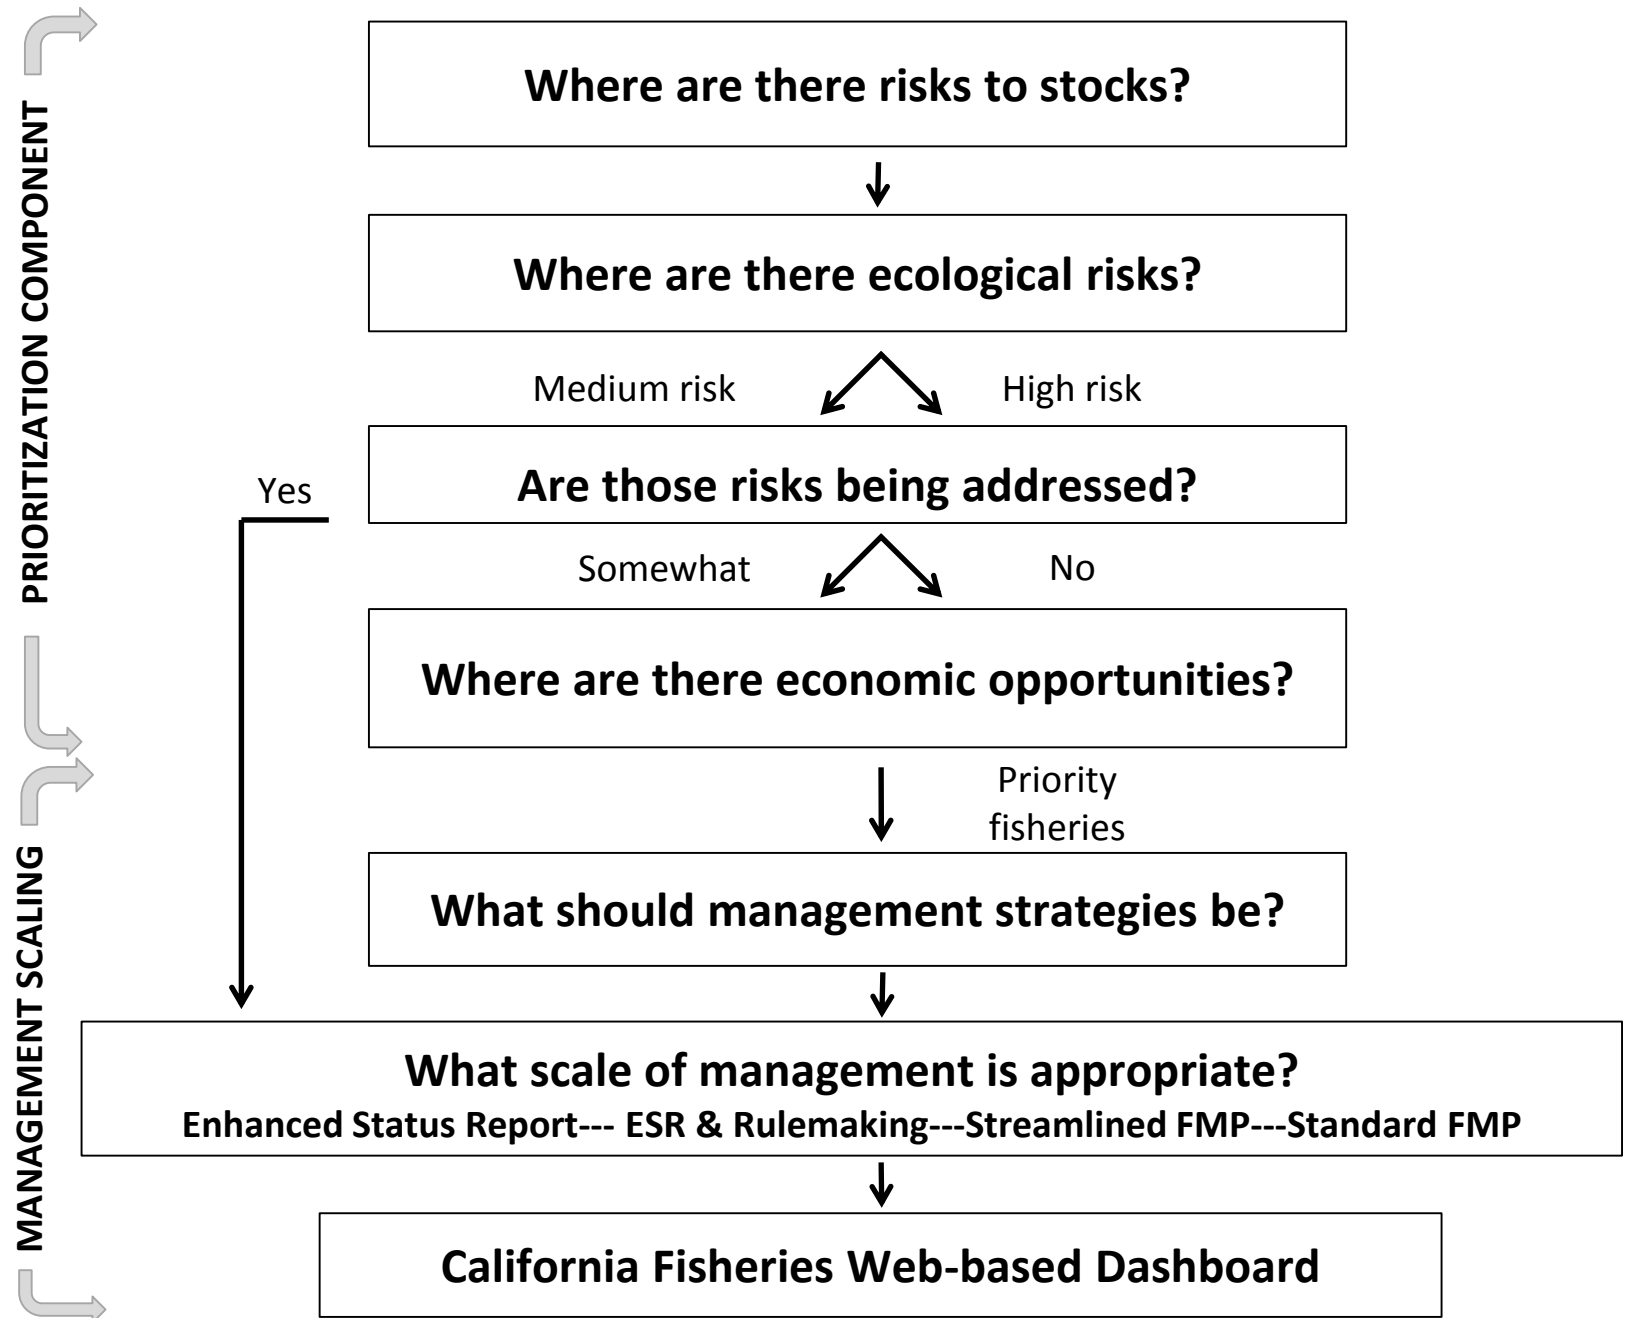 PRIORITIZATION COMPONENT
Where are there risks to stocks?
Where are there ecological risks?
Medium risk
High risk
Are those risks being addressed?
Yes
Somewhat
No
Where are there economic opportunities?
Priority
fisheries
MANAGEMENT SCALING
What should management strategies be?
What scale of management is appropriate?
Enhanced Status Report--- ESR & Rulemaking---Streamlined FMP---Standard FMP
California Fisheries Web-based Dashboard